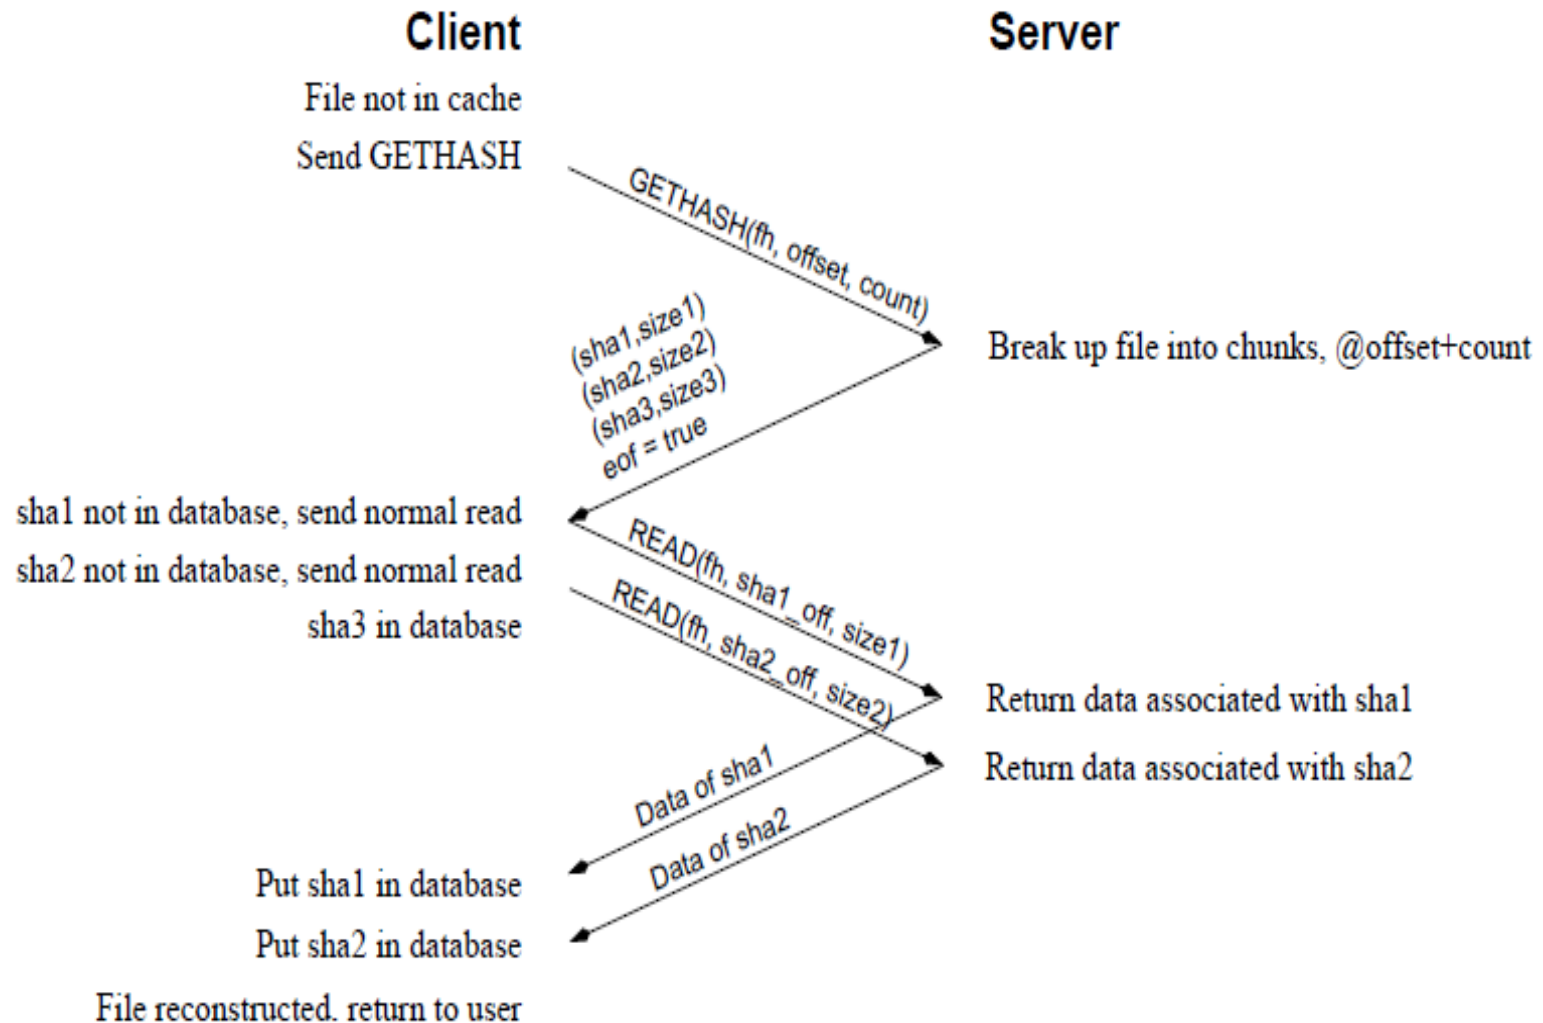 Client
Server
File not in cache
Send GETHASH
GETHASH(fh, offset, count)
Break up file into chunks, @offset+count
(sha1,size1)
(sha2,size2)
(sha3,size3)
eof = true
sha1 not in database, send normal read
sha2 not in database, send normal read
sha3 in database
READ(fh, sha1_off, size1)
READ(fh, sha2_off, size2)
Return data associated with sha1
Return data associated with sha2
Data of sha1
Data of sha2
Put sha1 in database
Put sha2 in database
File reconstructed. return to user